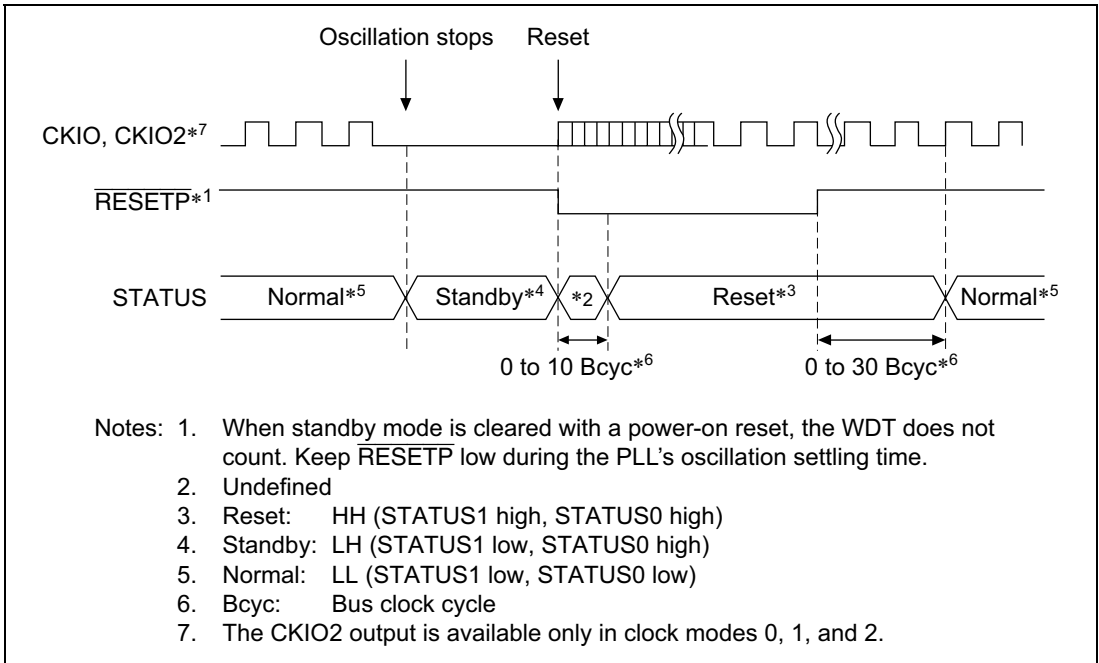 Oscillation stops Reset
CKIO, CKIO2*7
RESETP*1
STATUS Normal*5 Standby*4 *2 Reset*3 Normal*5
0 to 10 Bcyc*6 0 to 30 Bcyc*6
Notes: 1. When standby mode is cleared with a power-on reset, the WDT does not
count. Keep RESETP low during the PLL's oscillation settling time.
2. Undefined
3. Reset: HH (STATUS1 high, STATUS0 high)
4. Standby: LH (STATUS1 low, STATUS0 high)
5. Normal: LL (STATUS1 low, STATUS0 low)
6. Bcyc: Bus clock cycle
7. The CKIO2 output is available only in clock modes 0, 1, and 2.